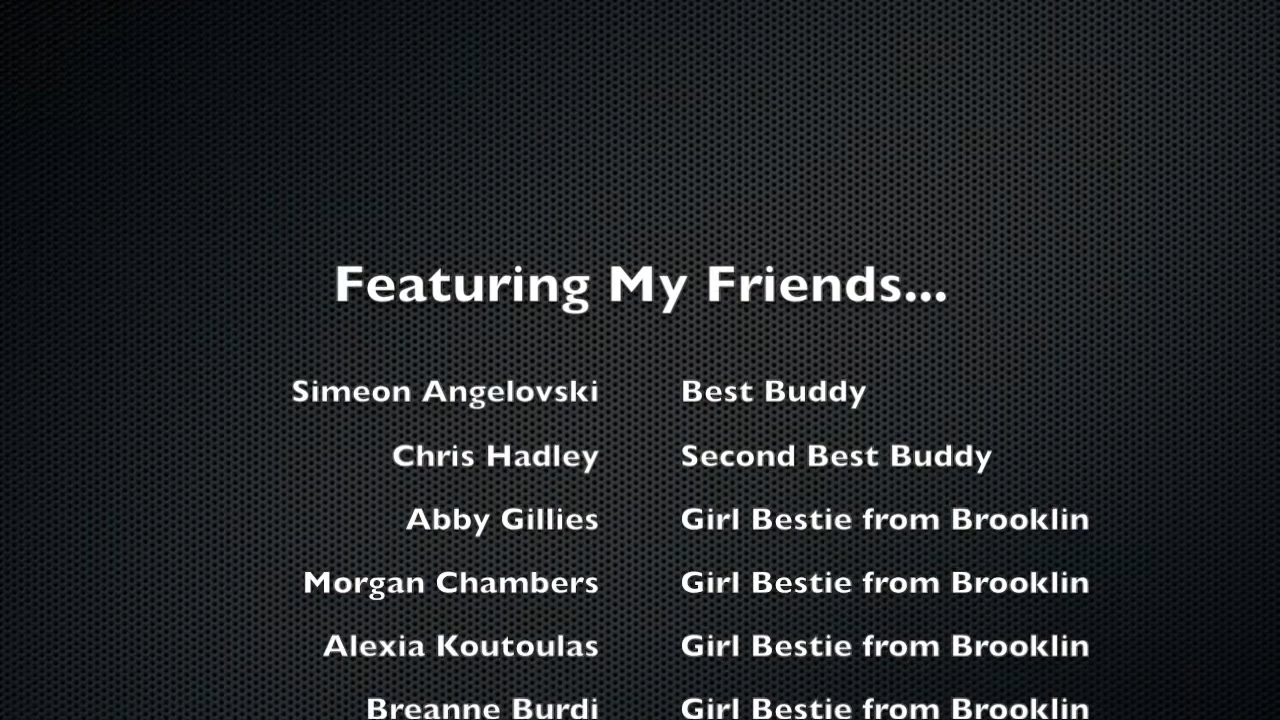 Featuring My Friends...
Simeon Angelovski Best Buddy
Chris Hadley Second Best Buddy
Abby Gillies Girl Bestie from Brooklin
Morgan Chambers Girl Bestie from Brooklin
Alexia Koutoulas Girl Bestie from Brooklin
Breanne Burdi Girl Bestie from Brooklin